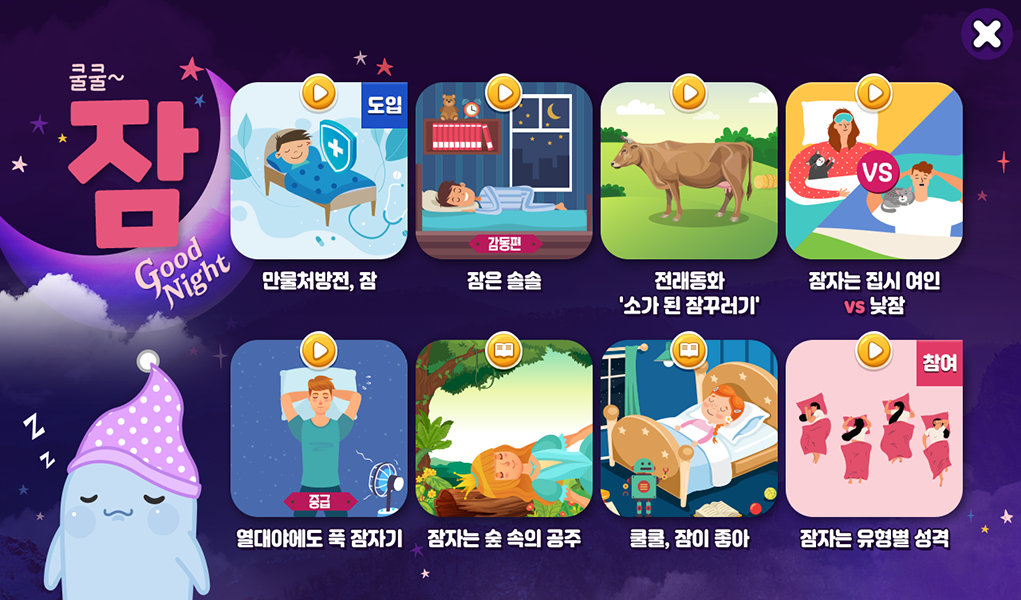 쿨쿨~
잠
Good
Night
도입
만물처방전, 잠
감동편
잠은 솔솔
전래동화
'소가 된 잠꾸러기'
VS
잠자는 집시 여인
vs 낮잠
중급
열대야에도 푹 잠자기
잠자는 숲 속의 공주
쿨쿨, 잠이 좋아
참여
잠자는 유형별 성격
Z
Z